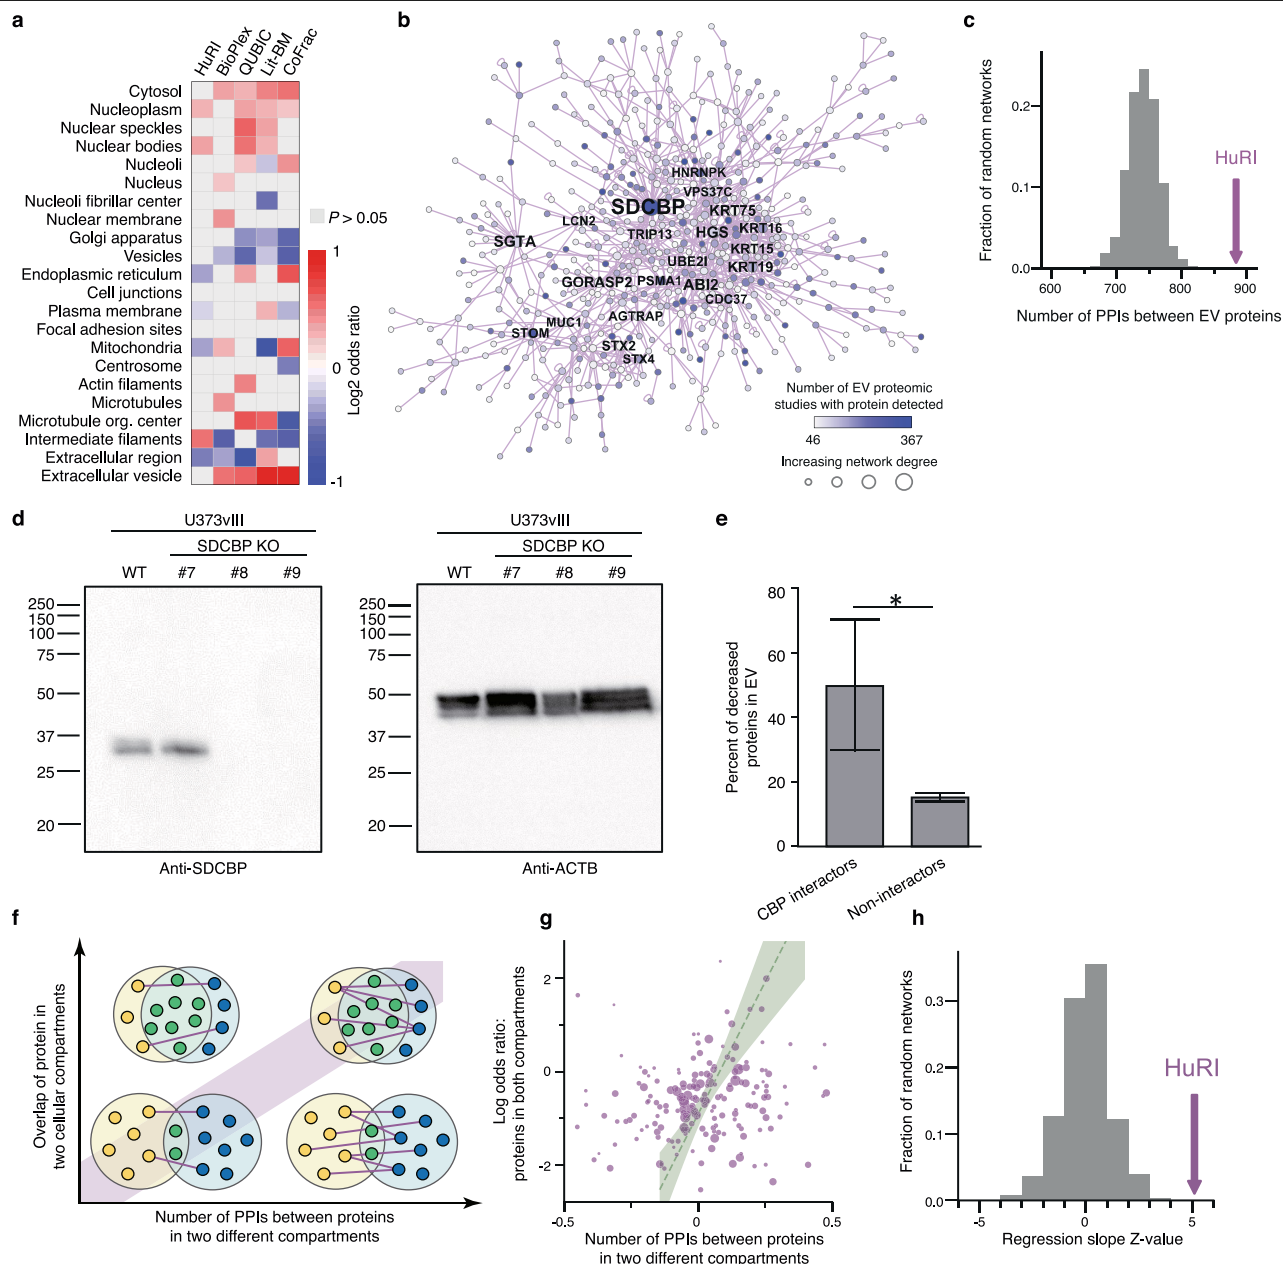 a
HuRI
BioPlex
QUBIC
Lit-BM
CoFrac
Cytosol
Nucleoplasm
Nuclear speckles
Nuclear bodies
Nucleoli
Nucleus
Nucleoli fibrillar center
Nuclear membrane
Golgi apparatus
Vesicles
Endoplasmic reticulum
Cell junctions
Plasma membrane
Focal adhesion sites
Mitochondria
Centrosome
Actin filaments
Microtubules
Microtubule org. center
Intermediate filaments
Extracellular region
Extracellular vesicle
P > 0.05
1
0
-1
Log2 odds ratio
b
HNRNPK
VPS37C
SDCBP
KRT75
LCN2
TRIP13
HGS
KRT16
SGTA
KRT15
UBE2I
KRT19
GORASP2
PSMA1
ABI2
CDC37
AGTRAP
MUC1
STOM
STX2
STX4
Number of EV proteomic
studies with protein detected
46
367
Increasing network degree
c
Fraction of random networks
0.2
0.1
0.0
HuRI
600
700
800
900
Number of PPIs between EV proteins
d
U373vIII
SDCBP KO
WT
#7
#8
#9
250
150
100
75
50
37
25
20
Anti-SDCBP
U373vIII
SDCBP KO
WT
#7
#8
#9
250
150
100
75
50
37
25
20
Anti-ACTB
e
Percent of decreased
proteins in EV
80
60
40
20
0
*
CBP interactors
Non-interactors
f
Overlap of protein in
two cellular compartments
Number of PPIs between proteins
in two different compartments
g
Log odds ratio:
proteins in both compartments
2
0
-2
-0.5
0
0.5
Number of PPIs between proteins
in two different compartments
h
Fraction of random networks
0.3
0.2
0.1
0.0
HuRI
-5
0
5
Regression slope Z-value